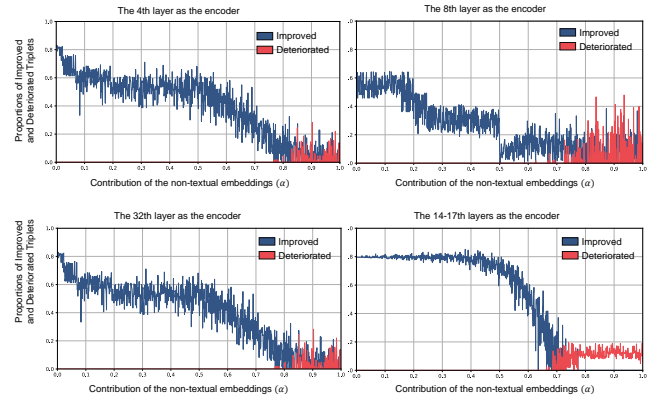 The 4th layer as the encoder
Proportions of Improved
and Deteriorated Triplets
1.0
0.8
0.6
0.4
0.2
0.0
Improved
Deteriorated
0.0 0.1 0.2 0.3 0.4 0.5 0.6 0.7 0.8 0.9 1.0
Contribution of the non-textual embeddings (α)
The 8th layer as the encoder
.0
.8
.6
.4
.2
.0
Improved
Deteriorated
0.0 0.1 0.2 0.3 0.4 0.5 0.6 0.7 0.8 0.9 1.0
Contribution of the non-textual embeddings (α)
The 32th layer as the encoder
Proportions of Improved
and Deteriorated Triplets
1.0
0.8
0.6
0.4
0.2
0.0
Improved
Deteriorated
0.0 0.1 0.2 0.3 0.4 0.5 0.6 0.7 0.8 0.9 1.0
Contribution of the non-textual embeddings (α)
The 14-17th layers as the encoder
.0
.8
.6
.4
.2
.0
Improved
Deteriorated
0.0 0.1 0.2 0.3 0.4 0.5 0.6 0.7 0.8 0.9 1.0
Contribution of the non-textual embeddings (α)